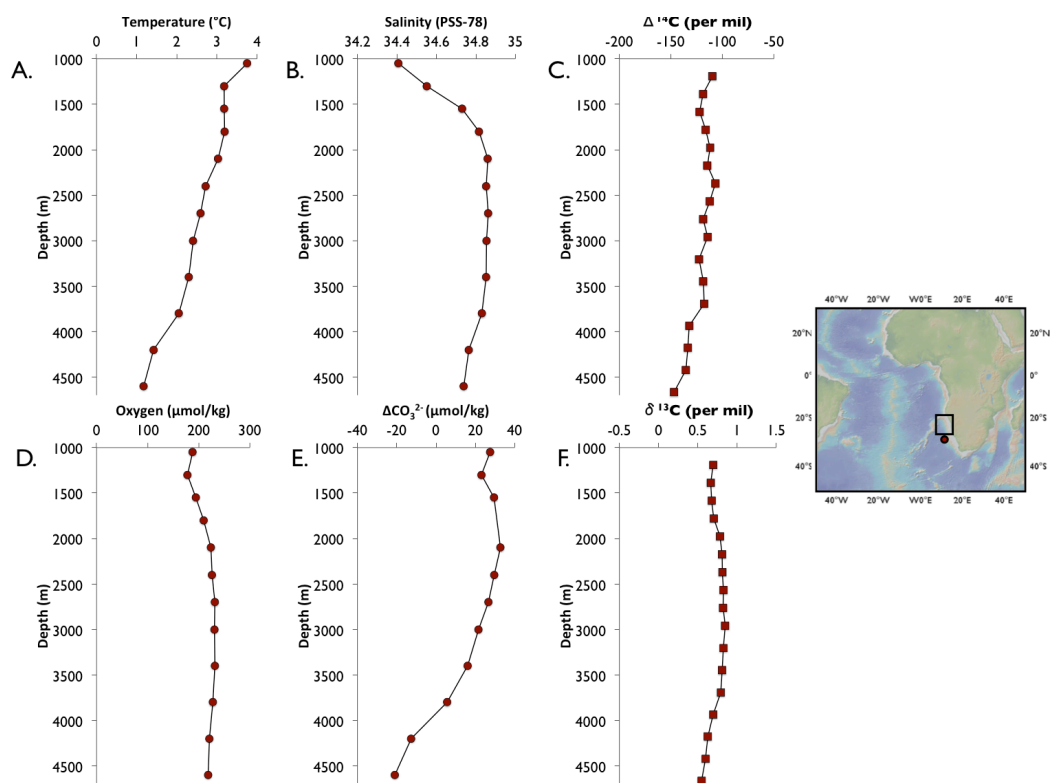 Temperature (°C)
0 1 2 3 4
A.
1000
1500
2000
2500
3000
3500
4000
4500
Depth (m)
Salinity (PSS-78)
34.2 34.4 34.6 34.8 35
B.
1000
1500
2000
2500
3000
3500
4000
4500
Depth (m)
Δ ¹⁴C (per mil)
-200 -150 -100 -50
C.
1000
1500
2000
2500
3000
3500
4000
4500
Depth (m)
Oxygen (µmol/kg)
0 100 200 300
D.
1000
1500
2000
2500
3000
3500
4000
4500
Depth (m)
ΔCO₃²⁻ (µmol/kg)
-40 -20 0 20 40
E.
1000
1500
2000
2500
3000
3500
4000
4500
Depth (m)
δ ¹³C (per mil)
-0.5 0 0.5 1 1.5
F.
1000
1500
2000
2500
3000
3500
4000
4500
Depth (m)
40°W 20°W W0°E 20°E 40°E
20°N 20°N
0° 0°
20°S 20°S
40°S 40°S
40°W 20°W W0°E 20°E 40°E